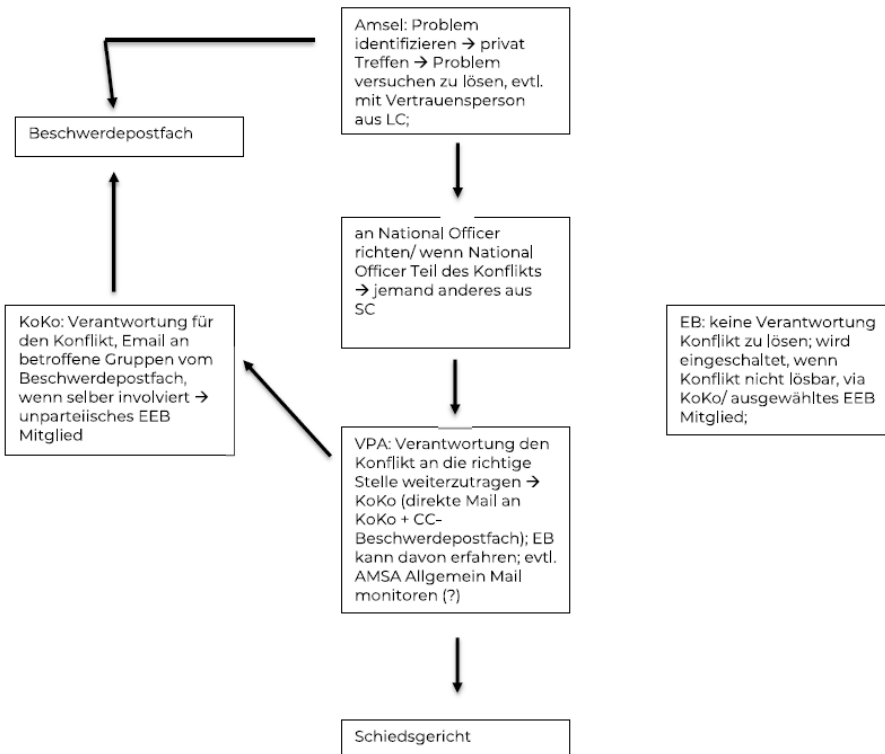 Amsel: Problem
identifizieren → privat
Treffen → Problem
versuchen zu lösen, evtl.
mit Vertrauensperson
aus LC;
Beschwerdepostfach
an National Officer
richten/ wenn National
Officer Teil des Konflikts
→ jemand anderes aus
SC
KoKo: Verantwortung für
den Konflikt, Email an
betroffene Gruppen vom
Beschwerdepostfach,
wenn selber involviert →
unparteiisches EEB
Mitglied
EB: keine Verantwortung
Konflikt zu lösen; wird
eingeschaltet, wenn
Konflikt nicht lösbar, via
KoKo/ ausgewähltes EEB
Mitglied;
VPA: Verantwortung den
Konflikt an die richtige
Stelle weiterzutragen →
KoKo (direkte Mail an
KoKo + CC-
Beschwerdepostfach); EB
kann davon erfahren; evtl.
AMSA Allgemein Mail
monitoren (?)
Schiedsgericht